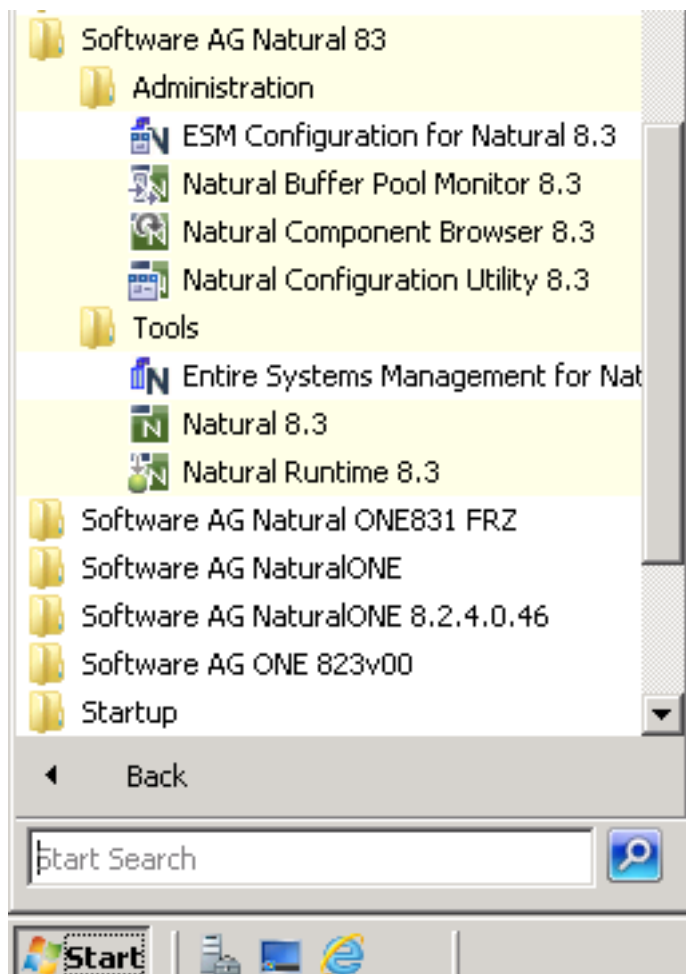 Software AG Natural 83
Administration
ESM Configuration for Natural 8.3
Natural Buffer Pool Monitor 8.3
Natural Component Browser 8.3
Natural Configuration Utility 8.3
Tools
Entire Systems Management for Nat
Natural 8.3
Natural Runtime 8.3
Software AG Natural ONE831 FRZ
Software AG NaturalONE
Software AG NaturalONE 8.2.4.0.46
Software AG ONE 823v00
Startup
Back
Start Search
Start